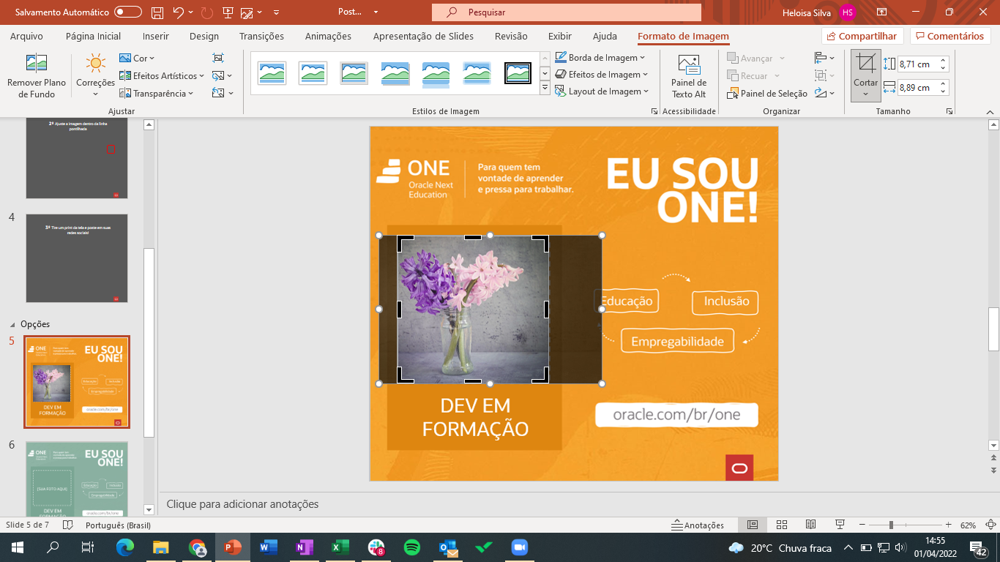 Salvamento Automático
Post...
Pesquisar
Heloisa Silva
HS
Arquivo
Página Inicial
Inserir
Design
Transições
Animações
Apresentação de Slides
Revisão
Exibir
Ajuda
Formato de Imagem
Compartilhar
Comentários
Remover Plano
de Fundo
Correções
Cor
Efeitos Artísticos
Transparência
Ajustar
Estilos de Imagem
Borda de Imagem
Efeitos de Imagem
Layout de Imagem
Painel de
Texto Alt
Acessibilidade
Avançar
Recuar
Painel de Seleção
Organizar
Cortar
8,71 cm
8,89 cm
Tamanho
2º Ajuste a imagem dentro da linha
pontilhada
4
3º Tire um print da tela e poste em suas
redes sociais!
Opções
5
ONE
EU SOU
ONE!
Educação
Inclusão
Empregabilidade
DEV EM
FORMAÇÃO
oracle.com/br/one
6
ONE
EU SOU
ONE!
[SUA FOTO AQUI]
Educação
Inclusão
Empregabilidade
DEV EM
oracle.com/br/one
ONE
Oracle Next
Education
Para quem tem
vontade de aprender
e pressa para trabalhar.
EU SOU
ONE!
Educação
Inclusão
Empregabilidade
DEV EM
FORMAÇÃO
oracle.com/br/one
Clique para adicionar anotações
Slide 5 de 7
Português (Brasil)
Anotações
62%
8
20°C Chuva fraca
14:55
01/04/2022
42